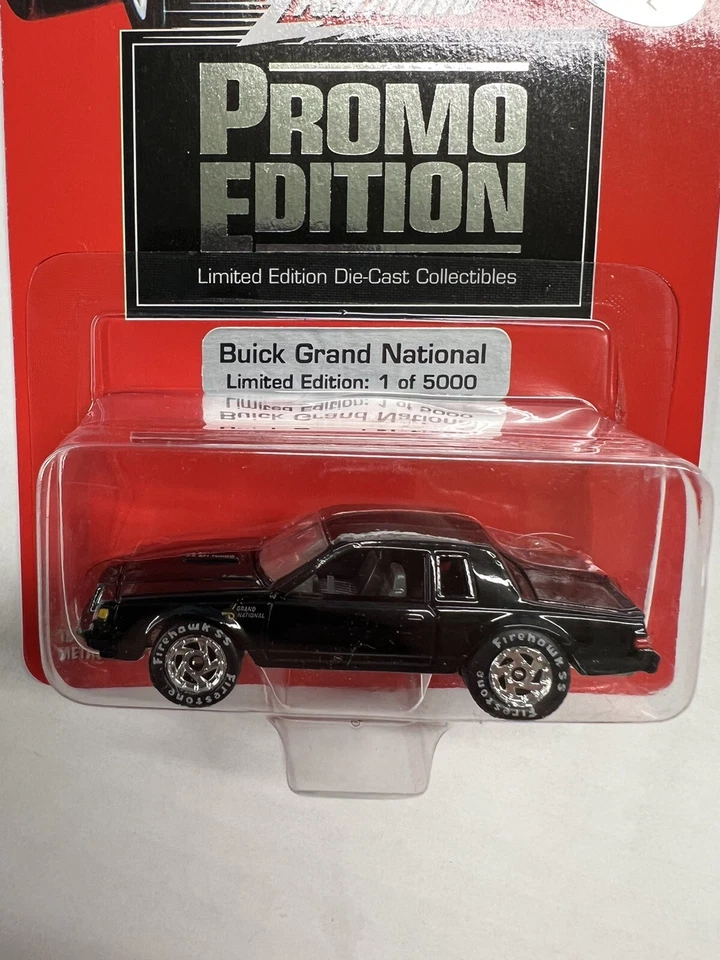 PROMO
EDITION
Limited Edition Die-Cast Collectibles
Buick Grand National
Limited Edition: 1 of 5000
GRAND
NATIONAL
Firehawk SS
Firestone
Firehawk SS
Firestone
Firestone